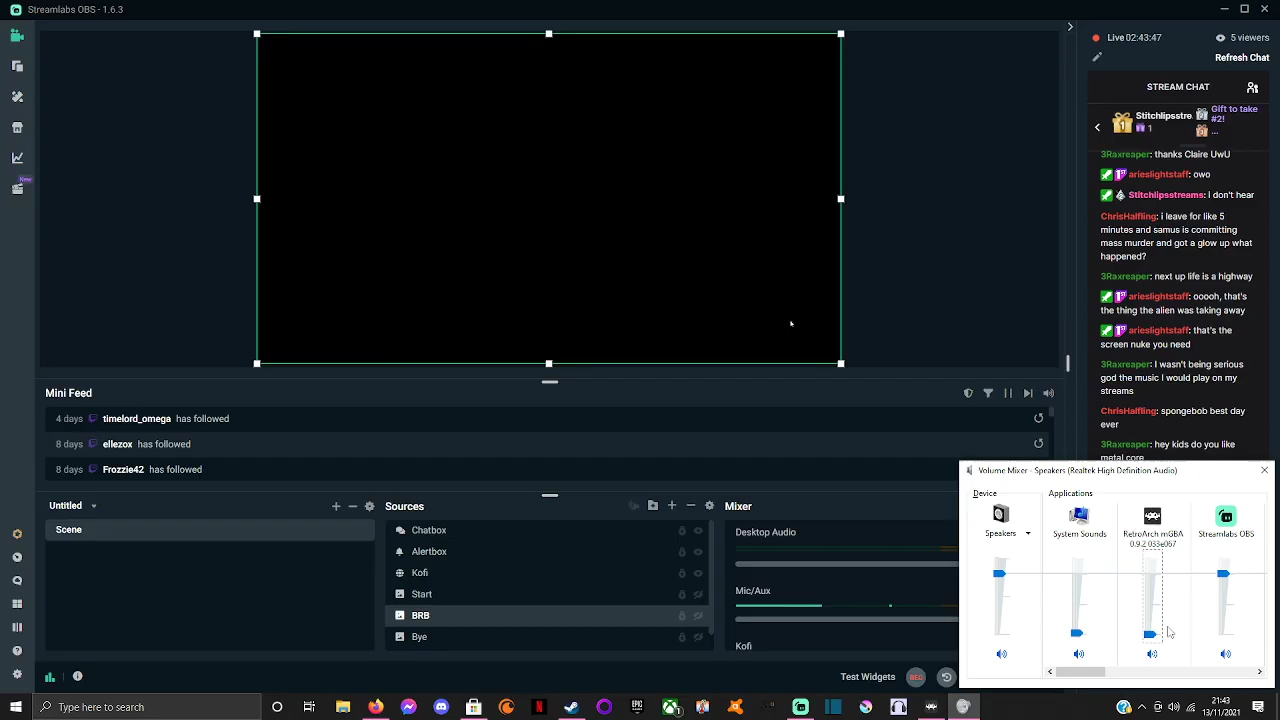 Streamlabs OBS - 1.6.3
Live 02:43:47
5 viewers
Refresh Chat
STREAM CHAT
Stitchlipsstre
1
Gift to take
#2!
...
3Raxreaper: thanks Claire UwU
arieslightstaff: owo
Stitchlipsstreams: I don't hear
ChrisHalfling: i leave for like 5
minutes and samus is committing
mass murder and got a glow up what
happened?
3Raxreaper: next up life is a highway
arieslightstaff: ooooh, that's
the thing the alien was taking away
arieslightstaff: that's the
screen nuke you need
3Raxreaper: I wasn't being serious
god the music I would play on my
streams
ChrisHalfling: spongebob best day
ever
3Raxreaper: hey kids do you like
metal core
New
Mini Feed
4 days timelord_omega has followed
8 days ellezox has followed
8 days Frozzie42 has followed
Untitled
Scene
Sources
Chatbox
Alertbox
Kofi
Start
BRB
Bye
Mixer
Desktop Audio
Mic/Aux
Kofi
Test Widgets
REC
Volume Mixer - Speakers (Realtek High Definition Audio)
Device
Applications
Speakers
System Sounds
RetroArch mGBA
0.9.2 033e067
Streamlabs OBS
Type here to search
21:43
13/11/2021